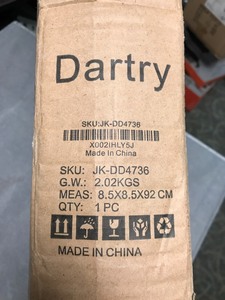 Dartry
SKU:JK-DD4736
X002IHLY5J
Made In China
SKU: JK-DD4736
G.W.: 2.02KGS
MEAS: 8.5X8.5X92 CM
QTY: 1 PC
MADE IN CHINA